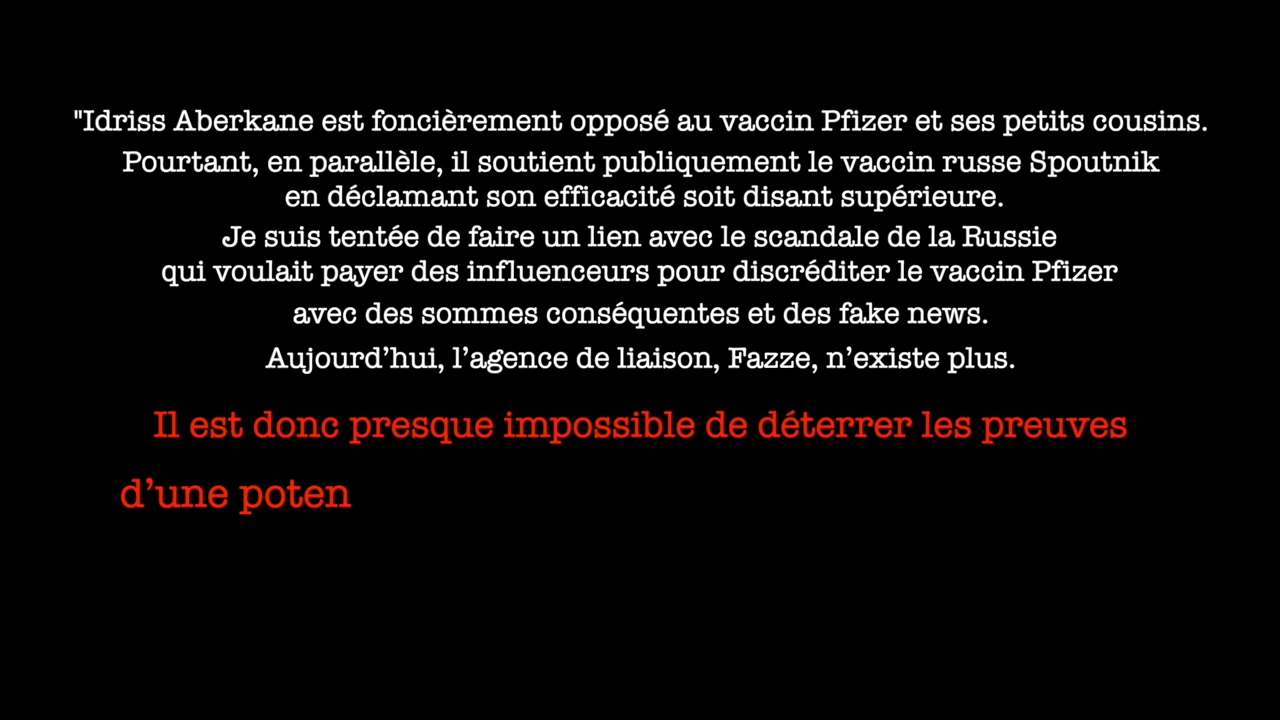 "Idriss Aberkane est foncièrement opposé au vaccin Pfizer et ses petits cousins.
Pourtant, en parallèle, il soutient publiquement le vaccin russe Spoutnik
en déclamant son efficacité soit disant supérieure.
Je suis tentée de faire un lien avec le scandale de la Russie
qui voulait payer des influenceurs pour discréditer le vaccin Pfizer
avec des sommes conséquentes et des fake news.
Aujourd’hui, l’agence de liaison, Fazze, n’existe plus.
Il est donc presque impossible de déterrer les preuves
d’une poten